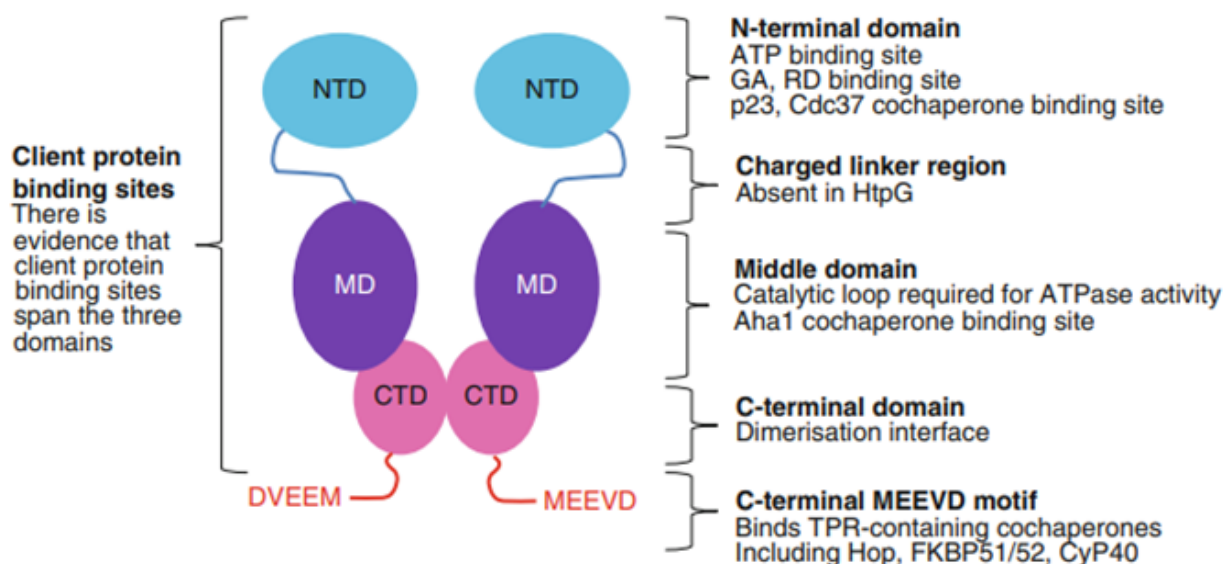 Client protein
binding sites
There is
evidence that
client protein
binding sites
span the three
domains
NTD
NTD
MD
MD
CTD
CTD
DVEEM
MEEVD
N-terminal domain
ATP binding site
GA, RD binding site
p23, Cdc37 cochaperone binding site
Charged linker region
Absent in HtpG
Middle domain
Catalytic loop required for ATPase activity
Aha1 cochaperone binding site
C-terminal domain
Dimerisation interface
C-terminal MEEVD motif
Binds TPR-containing cochaperones
Including Hop, FKBP51/52, CyP40